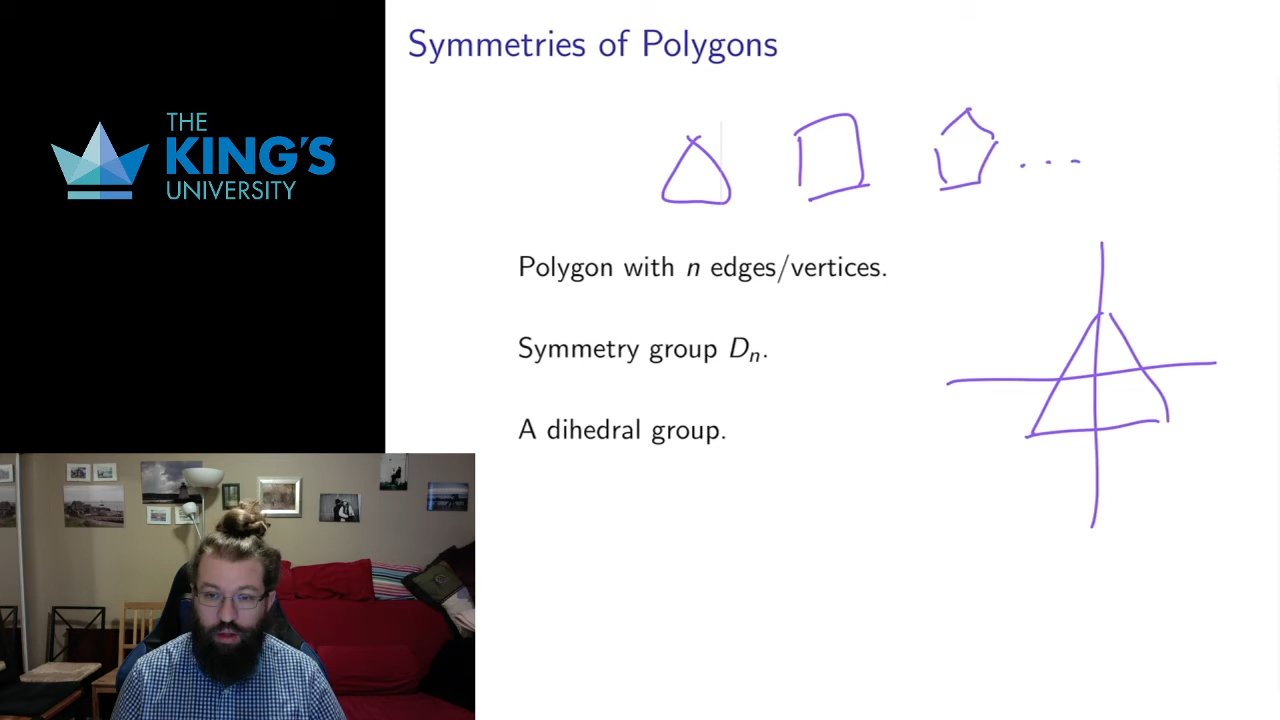 THE
KING'S
UNIVERSITY
Symmetries of Polygons
Polygon with n edges/vertices.
Symmetry group Dₙ.
A dihedral group.